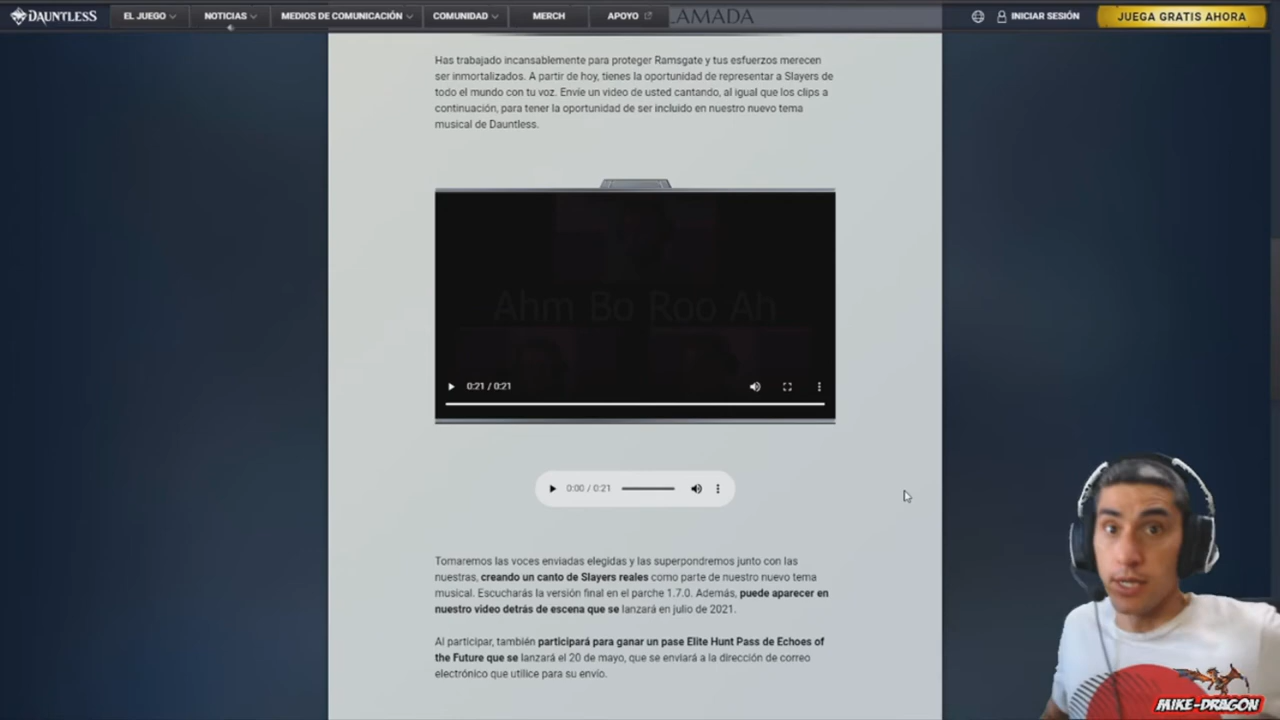 DAUNTLESS
EL JUEGO
NOTICIAS
MEDIOS DE COMUNICACIÓN
COMUNIDAD
MERCH
APOYO
AMADA
INICIAR SESIÓN
JUEGA GRATIS AHORA
Has trabajado incansablemente para proteger Ramsgate y tus esfuerzos merecen
ser inmortalizados. A partir de hoy, tienes la oportunidad de representar a Slayers de
todo el mundo con tu voz. Envíe un video de usted cantando, al igual que los clips a
continuación, para tener la oportunidad de ser incluido en nuestro nuevo tema
musical de Dauntless.
Ahm Bo Roo Ah
0:21 / 0:21
0:00 / 0:21
Tomaremos las voces enviadas elegidas y las superpondremos junto con las
nuestras, creando un canto de Slayers reales como parte de nuestro nuevo tema
musical. Escucharás la versión final en el parche 1.7.0. Además, puede aparecer en
nuestro video detrás de escena que se lanzará en julio de 2021.
Al participar, también participará para ganar un pase Elite Hunt Pass de Echoes of
the Future que se lanzará el 20 de mayo, que se enviará a la dirección de correo
electrónico que utilice para su envío.
MIKE-DRAGON